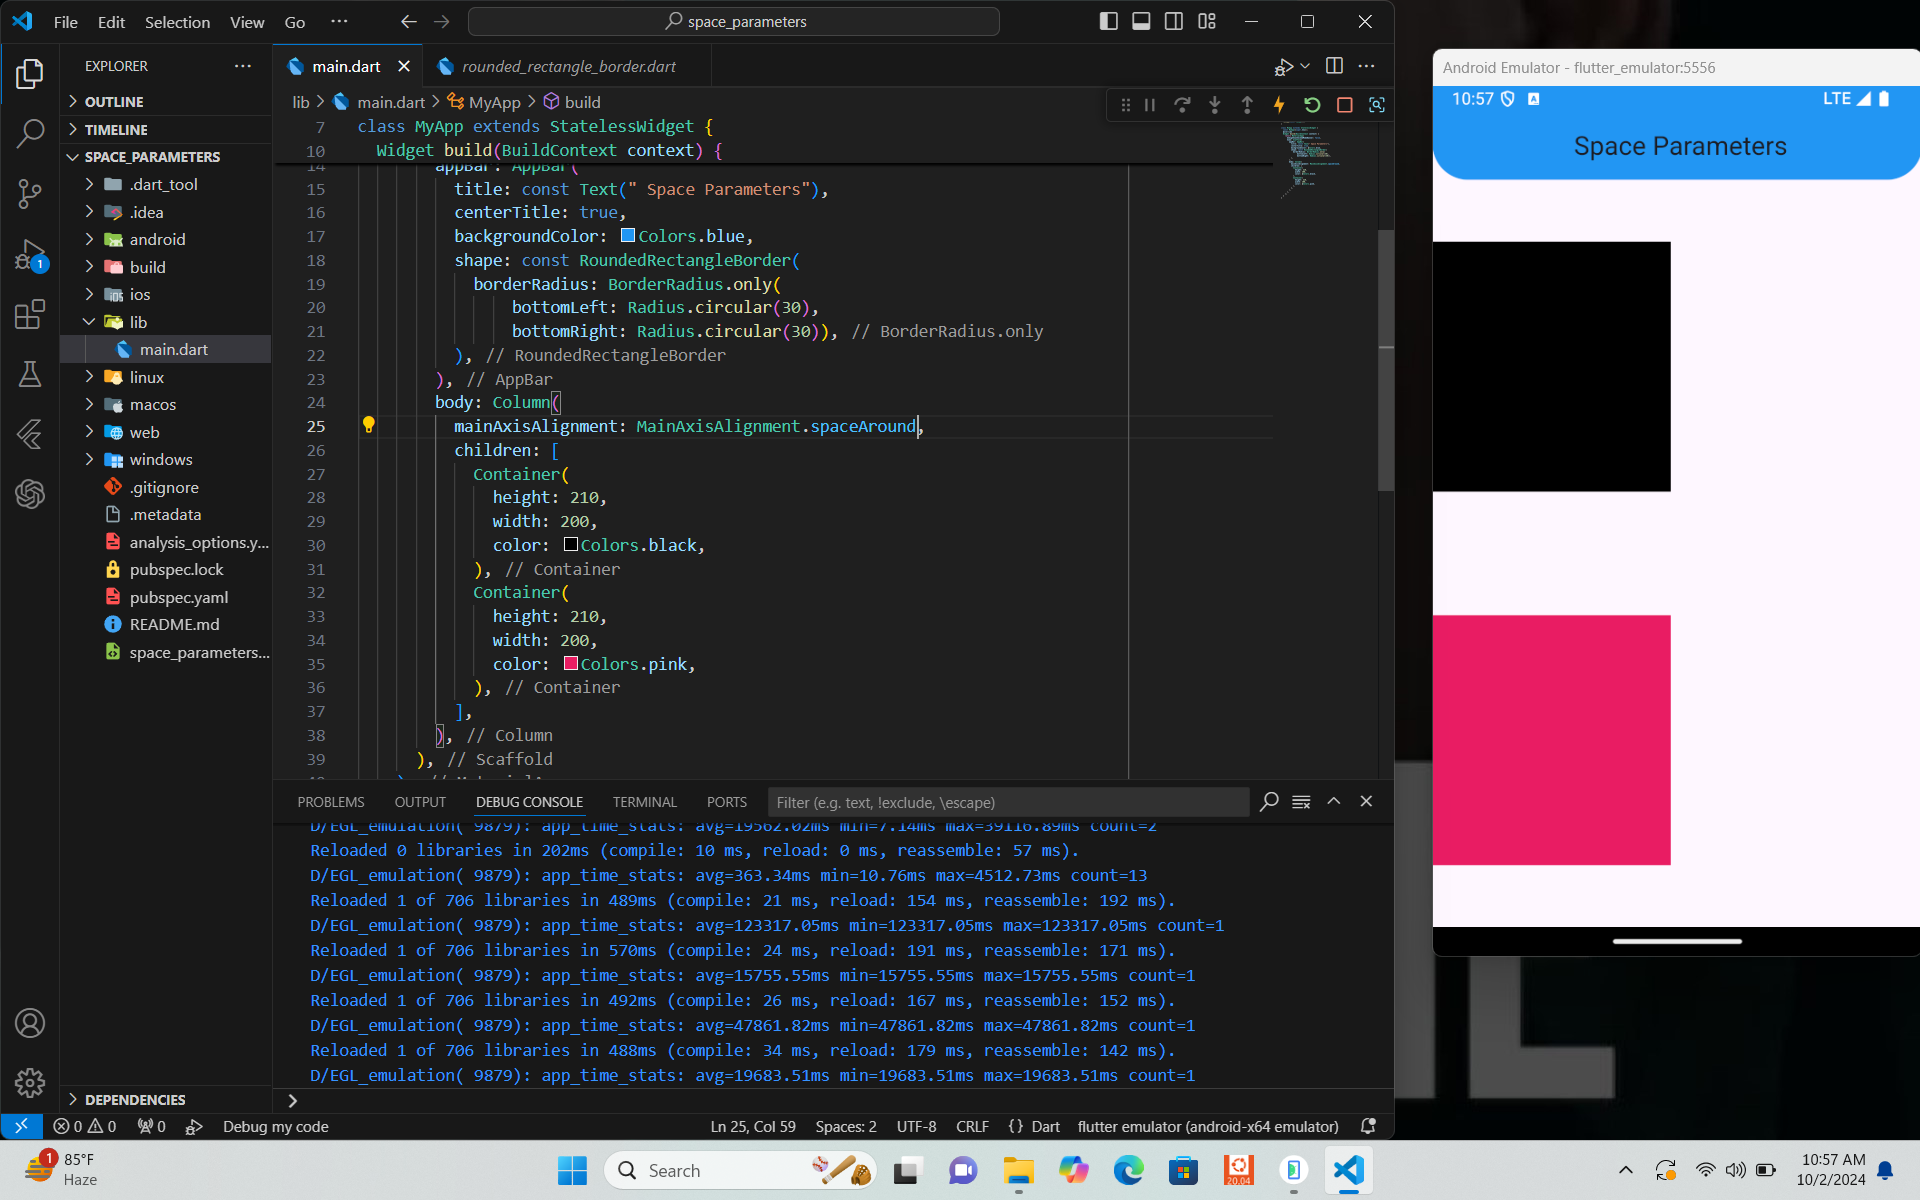 File Edit Selection View Go ···
space_parameters
EXPLORER
OUTLINE
TIMELINE
SPACE_PARAMETERS
.dart_tool
.idea
android
build
ios
lib
main.dart
linux
macos
web
windows
.gitignore
.metadata
analysis_options.y...
pubspec.lock
pubspec.yaml
README.md
space_parameters...
DEPENDENCIES
1
main.dart
rounded_rectangle_border.dart
lib > main.dart > MyApp > build
7 class MyApp extends StatelessWidget {
10 Widget build(BuildContext context) {
14 appBar: AppBar(
15 title: const Text(" Space Parameters"),
16 centerTitle: true,
17 backgroundColor: Colors.blue,
18 shape: const RoundedRectangleBorder(
19 borderRadius: BorderRadius.only(
20 bottomLeft: Radius.circular(30),
21 bottomRight: Radius.circular(30)), // BorderRadius.only
22 ), // RoundedRectangleBorder
23 ), // AppBar
24 body: Column(
25 mainAxisAlignment: MainAxisAlignment.spaceAround,
26 children: [
27 Container(
28 height: 210,
29 width: 200,
30 color: Colors.black,
31 ), // Container
32 Container(
33 height: 210,
34 width: 200,
35 color: Colors.pink,
36 ), // Container
37 ],
38 ), // Column
39 ), // Scaffold
PROBLEMS OUTPUT DEBUG CONSOLE TERMINAL PORTS
Filter (e.g. text, !exclude, \escape)
D/EGL_emulation( 9879): app_time_stats: avg=19562.02ms min=7.14ms max=39116.89ms count=2
Reloaded 0 libraries in 202ms (compile: 10 ms, reload: 0 ms, reassemble: 57 ms).
D/EGL_emulation( 9879): app_time_stats: avg=363.34ms min=10.76ms max=4512.73ms count=13
Reloaded 1 of 706 libraries in 489ms (compile: 21 ms, reload: 154 ms, reassemble: 192 ms).
D/EGL_emulation( 9879): app_time_stats: avg=123317.05ms min=123317.05ms max=123317.05ms count=1
Reloaded 1 of 706 libraries in 570ms (compile: 24 ms, reload: 191 ms, reassemble: 171 ms).
D/EGL_emulation( 9879): app_time_stats: avg=15755.55ms min=15755.55ms max=15755.55ms count=1
Reloaded 1 of 706 libraries in 492ms (compile: 26 ms, reload: 167 ms, reassemble: 152 ms).
D/EGL_emulation( 9879): app_time_stats: avg=47861.82ms min=47861.82ms max=47861.82ms count=1
Reloaded 1 of 706 libraries in 488ms (compile: 34 ms, reload: 179 ms, reassemble: 142 ms).
D/EGL_emulation( 9879): app_time_stats: avg=19683.51ms min=19683.51ms max=19683.51ms count=1
0 0 0 Debug my code
Ln 25, Col 59 Spaces: 2 UTF-8 CRLF {} Dart flutter emulator (android-x64 emulator)
Android Emulator - flutter_emulator:5556
10:57 LTE
Space Parameters
1
85°F
Haze
Search
20.04
10:57 AM
10/2/2024